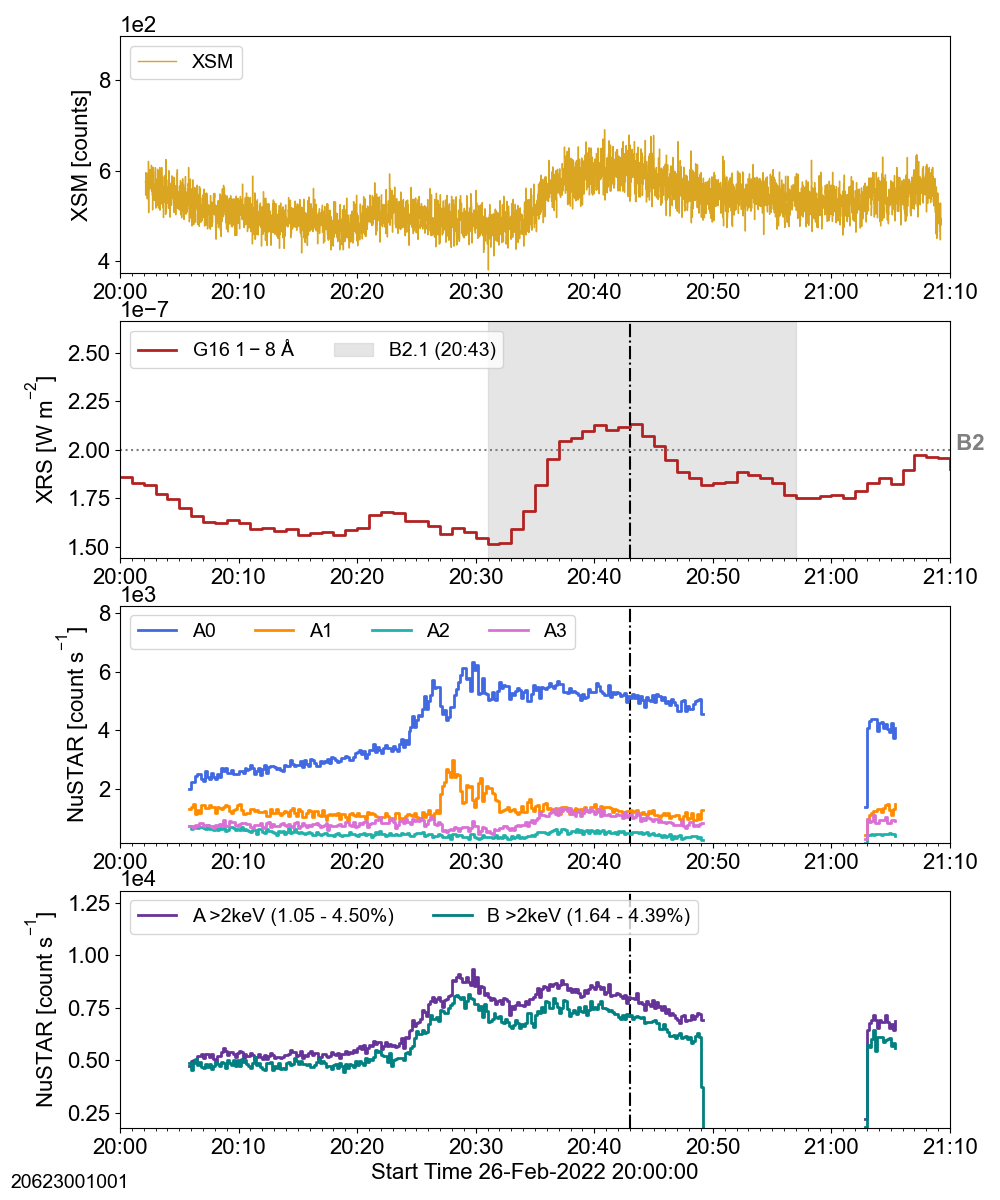 1e2
XSM
8
6
4
XSM [counts]
20:00 20:10 20:20 20:30 20:40 20:50 21:00 21:10
1e−7
G16 1 − 8 Å B2.1 (20:43)
2.50
2.25
2.00
1.75
1.50
XRS [W m⁻²]
B2
20:00 20:10 20:20 20:30 20:40 20:50 21:00 21:10
1e3
A0 A1 A2 A3
8
6
4
2
NuSTAR [count s⁻¹]
20:00 20:10 20:20 20:30 20:40 20:50 21:00 21:10
1e4
A >2keV (1.05 - 4.50%) B >2keV (1.64 - 4.39%)
1.25
1.00
0.75
0.50
0.25
NuSTAR [count s⁻¹]
20:00 20:10 20:20 20:30 20:40 20:50 21:00 21:10
Start Time 26-Feb-2022 20:00:00
20623001001